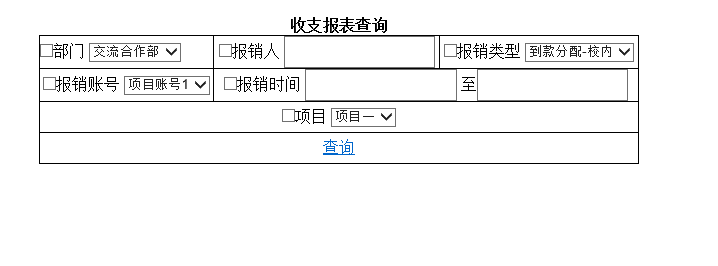 收支报表查询
部门 交流合作部 报销人 报销类型 到款分配-校内
报销账号 项目账号1 报销时间 至
项目 项目一
查询